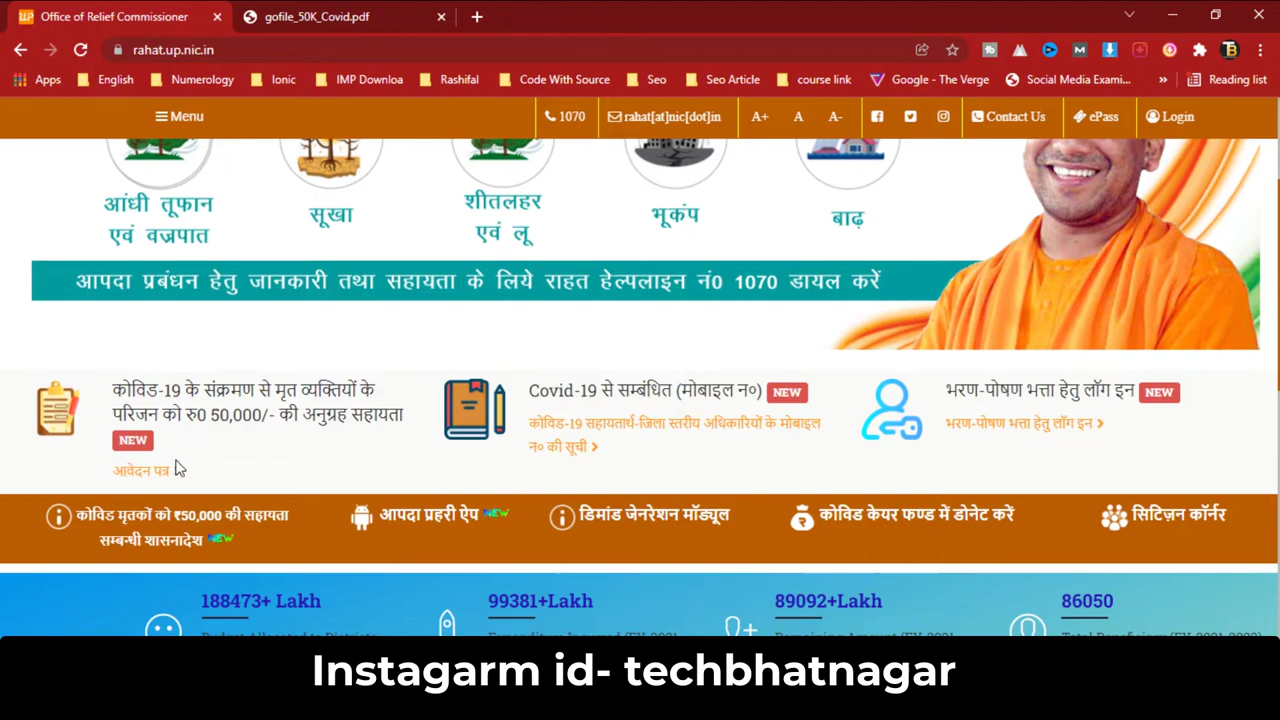 Office of Relief Commissioner
gofile_50K_Covid.pdf
rahat.up.nic.in
Apps English Numerology Ionic IMP Downloa Rashifal Code With Source Seo Seo Article course link Google - The Verge Social Media Exami... » Reading list
Menu 1070 rahat[at]nic[dot]in A+ A A- Contact Us ePass Login
आंधी तूफान
एवं वज्रपात
सूखा
शीतलहर
एवं लू
भूकंप
बाढ़
आपदा प्रबंधन हेतु जानकारी तथा सहायता के लिये राहत हेल्पलाइन नं0 1070 डायल करें
कोविड-19 के संक्रमण से मृत व्यक्तियों के
परिजन को रु0 50,000/- की अनुग्रह सहायता
NEW
आवेदन पत्र
Covid-19 से सम्बंधित (मोबाइल न०) NEW
कोविड-19 सहायतार्थ-जिला स्तरीय अधिकारियों के मोबाइल
न० की सूची
भरण-पोषण भत्ता हेतु लॉग इन NEW
भरण-पोषण भत्ता हेतु लॉग इन
कोविड मृतकों को ₹50,000 की सहायता
सम्बन्धी शासनादेश NEW
आपदा प्रहरी ऐप NEW
डिमांड जेनरेशन मॉड्यूल
कोविड केयर फण्ड में डोनेट करें
सिटिज़न कॉर्नर
188473+ Lakh
99381+Lakh
89092+Lakh
86050
Instagarm id- techbhatnagar